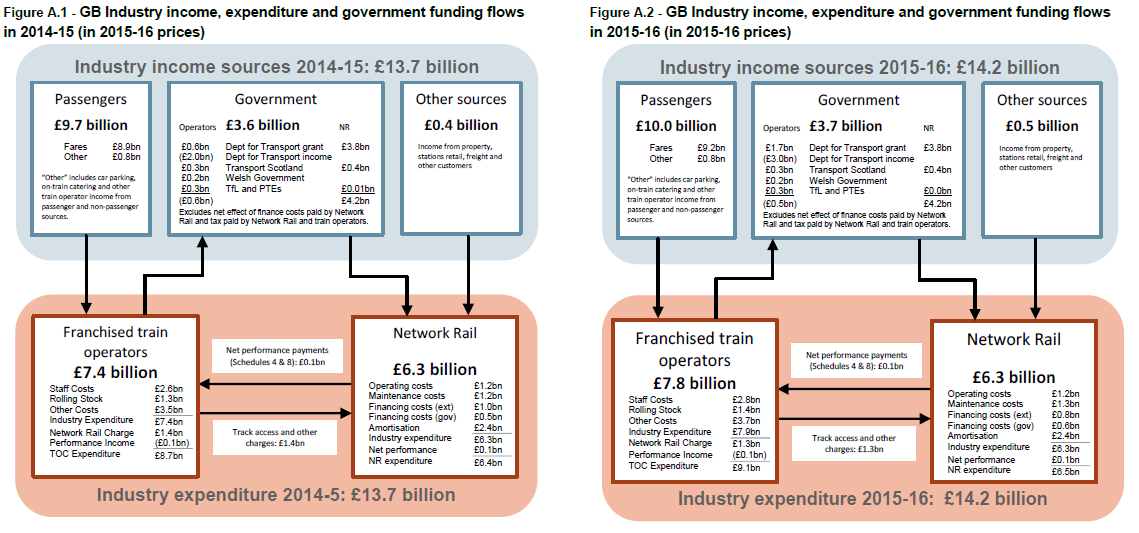 Figure A.1 - GB Industry income, expenditure and government funding flows
in 2014-15 (in 2015-16 prices)
Industry income sources 2014-15: £13.7 billion
Passengers
£9.7 billion
Fares £8.9bn
Other £0.8bn
"Other" includes car parking,
on-train catering and other
train operator income from
passenger and non-passenger
sources.
Government
Operators £3.6 billion NR
£0.6bn Dept for Transport grant £3.8bn
(£2.0bn) Dept for Transport income
£0.3bn Transport Scotland £0.4bn
£0.2bn Welsh Government
£0.3bn TfL and PTEs £0.01bn
(£0.6bn) £4.2bn
Excludes net effect of finance costs paid by Network
Rail and tax paid by Network Rail and train operators.
Other sources
£0.4 billion
Income from property,
stations retail, freight and
other customers
Franchised train
operators
£7.4 billion
Staff Costs £2.6bn
Rolling Stock £1.3bn
Other Costs £3.5bn
Industry Expenditure £7.4bn
Network Rail Charge £1.4bn
Performance Income (£0.1bn)
TOC Expenditure £8.7bn
Net performance payments
(Schedules 4 & 8): £0.1bn
Track access and other
charges: £1.4bn
Network Rail
£6.3 billion
Operating costs £1.2bn
Maintenance costs £1.2bn
Financing costs (ext) £1.0bn
Financing costs (gov) £0.5bn
Amortisation £2.4bn
Industry expenditure £6.3bn
Net performance £0.1bn
NR expenditure £6.4bn
Industry expenditure 2014-5: £13.7 billion
Figure A.2 - GB Industry income, expenditure and government funding flows
in 2015-16 (in 2015-16 prices)
Industry income sources 2015-16: £14.2 billion
Passengers
£10.0 billion
Fares £9.2bn
Other £0.8bn
"Other" includes car parking,
on-train catering and other
train operator income from
passenger and non-passenger
sources.
Government
Operators £3.7 billion NR
£1.7bn Dept for Transport grant £3.8bn
(£3.0bn) Dept for Transport income
£0.3bn Transport Scotland £0.4bn
£0.2bn Welsh Government
£0.3bn TfL and PTEs £0.0bn
(£0.5bn) £4.2bn
Excludes net effect of finance costs paid by Network
Rail and tax paid by Network Rail and train operators.
Other sources
£0.5 billion
Income from property,
stations retail, freight and
other customers
Franchised train
operators
£7.8 billion
Staff Costs £2.8bn
Rolling Stock £1.4bn
Other Costs £3.7bn
Industry Expenditure £7.9bn
Network Rail Charge £1.3bn
Performance Income (£0.1bn)
TOC Expenditure £9.1bn
Net performance payments
(Schedules 4 & 8): £0.1bn
Track access and other
charges: £1.3bn
Network Rail
£6.3 billion
Operating costs £1.2bn
Maintenance costs £1.3bn
Financing costs (ext) £0.8bn
Financing costs (gov) £0.6bn
Amortisation £2.4bn
Industry expenditure £6.3bn
Net performance £0.1bn
NR expenditure £6.5bn
Industry expenditure 2015-16: £14.2 billion